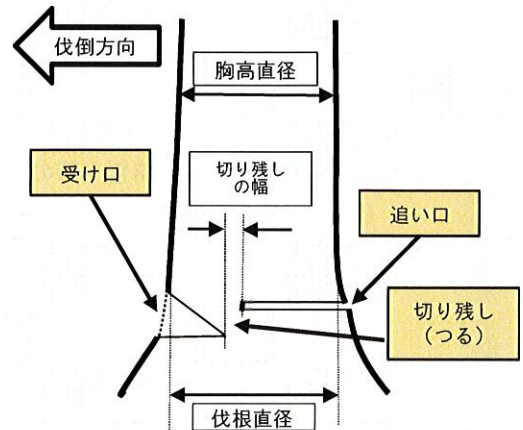 伐倒方向
胸高直径
受け口
切り残し
の幅
追い口
切り残し
（つる）
伐根直径